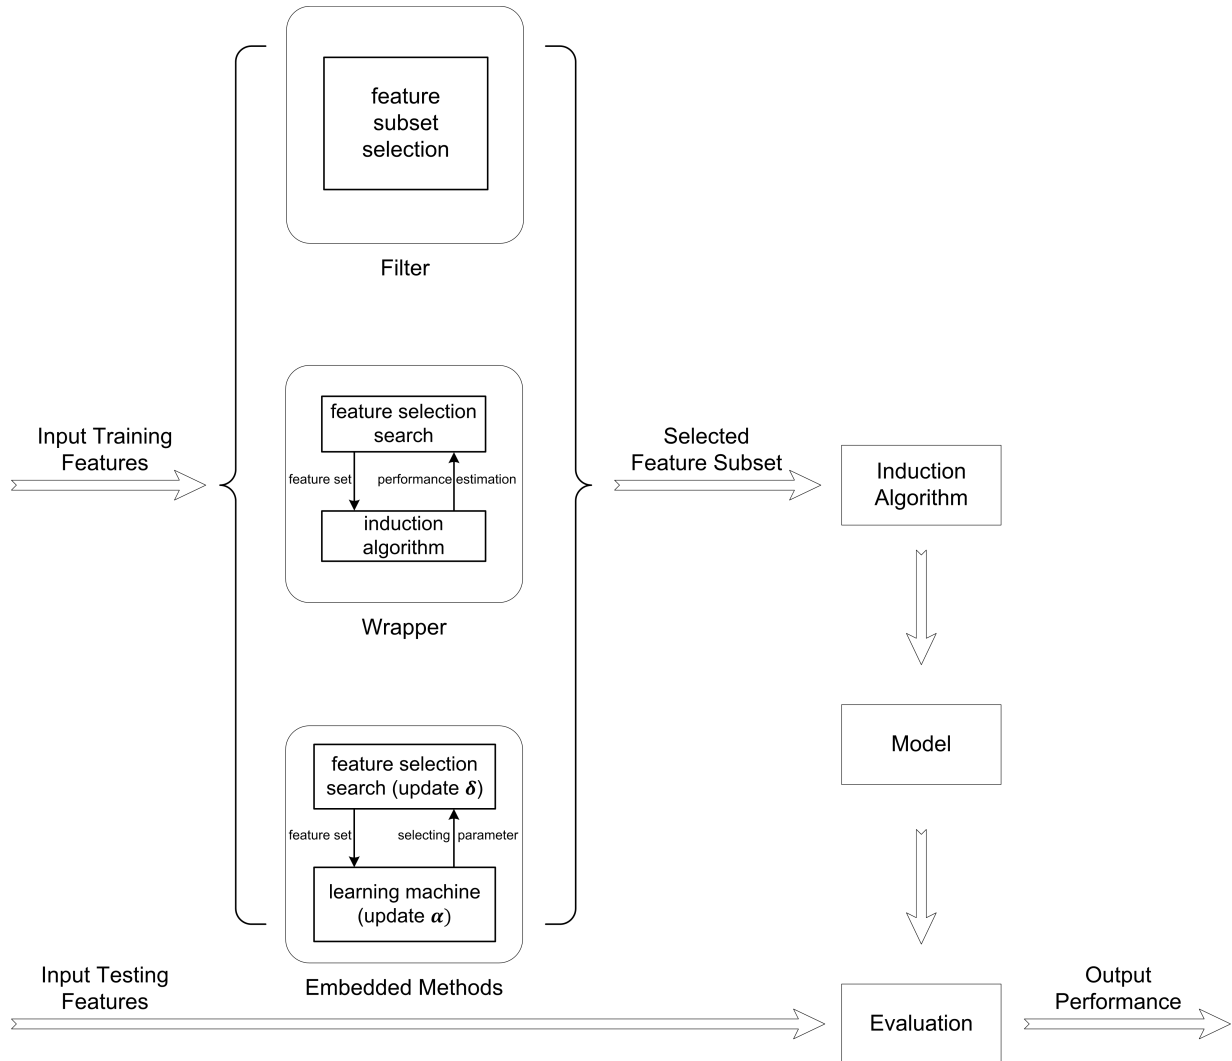 feature
subset
selection
Filter
Input Training
Features
feature selection
search
feature set
performance estimation
induction
algorithm
Wrapper
Selected
Feature Subset
Induction
Algorithm
Model
feature selection
search (update δ)
feature set
selecting parameter
learning machine
(update α)
Embedded Methods
Input Testing
Features
Evaluation
Output
Performance